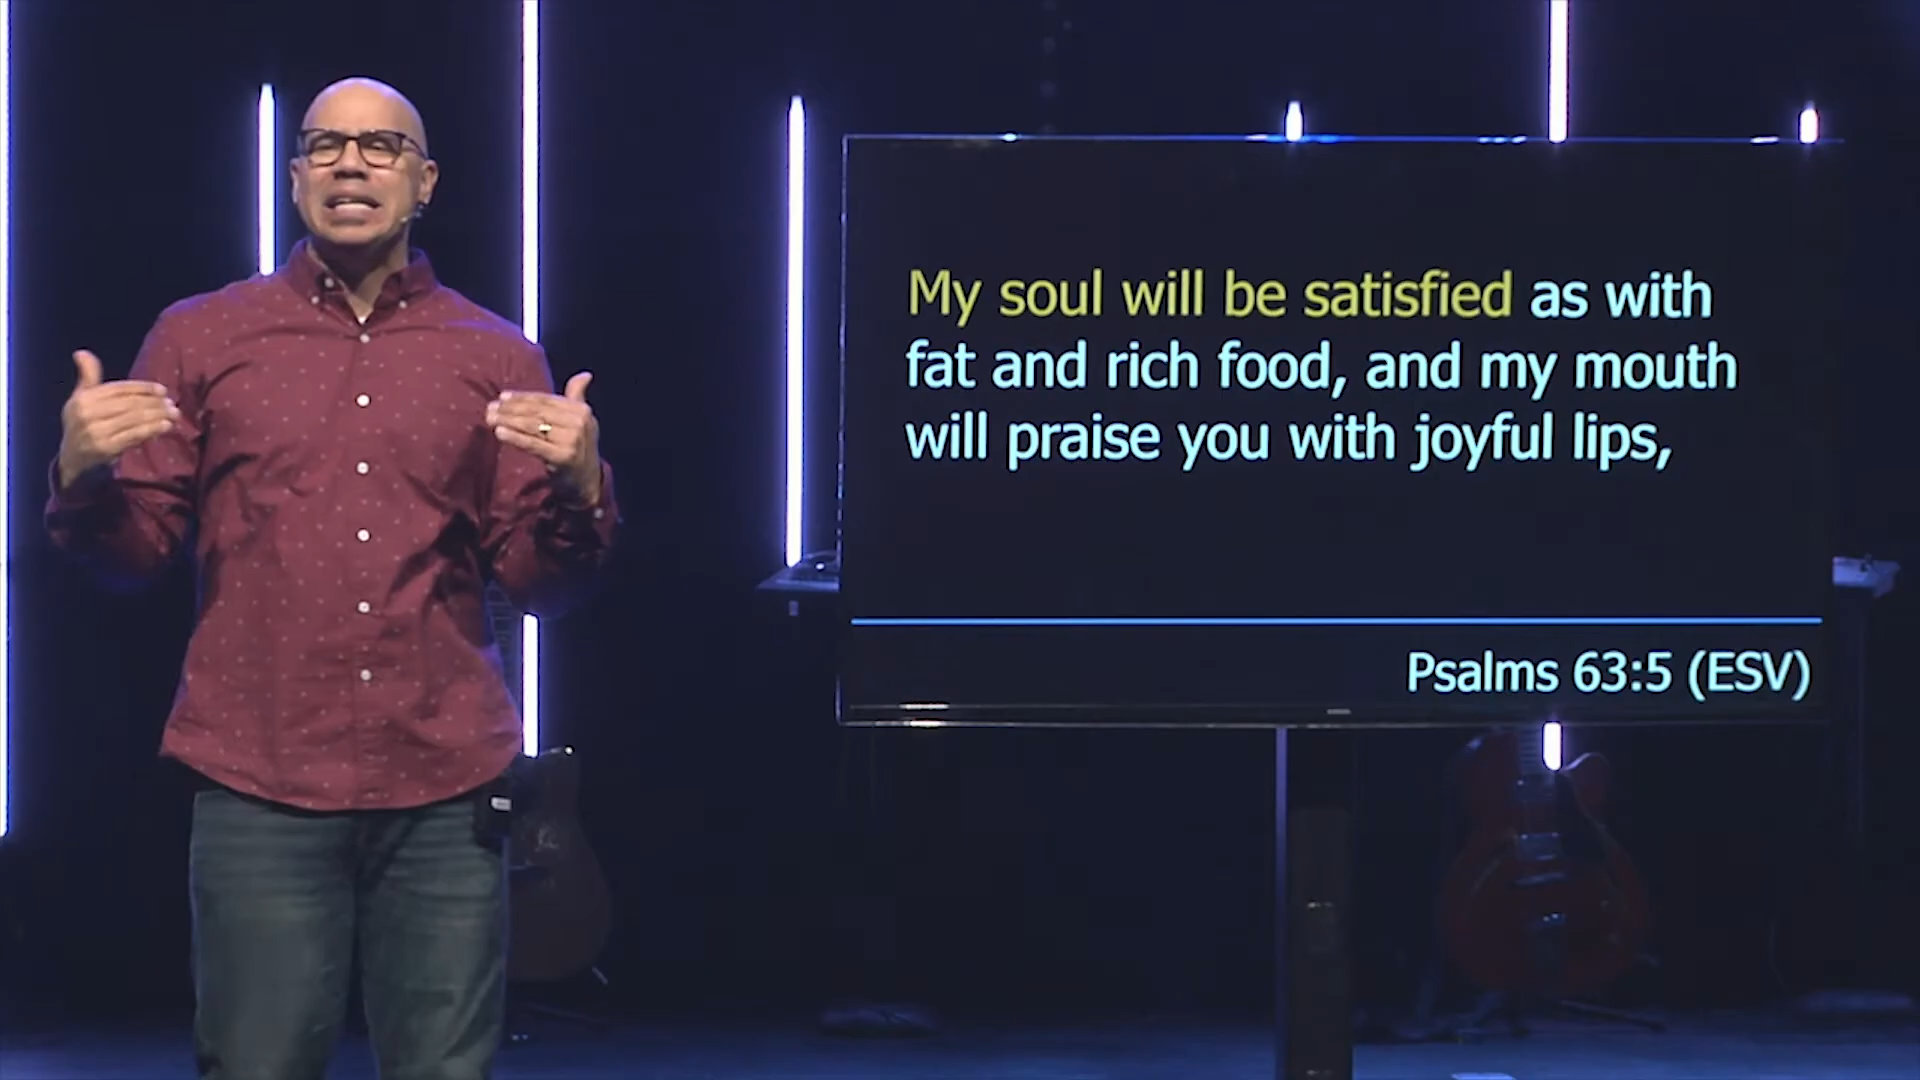 My soul will be satisfied as with
fat and rich food, and my mouth
will praise you with joyful lips,
Psalms 63:5 (ESV)